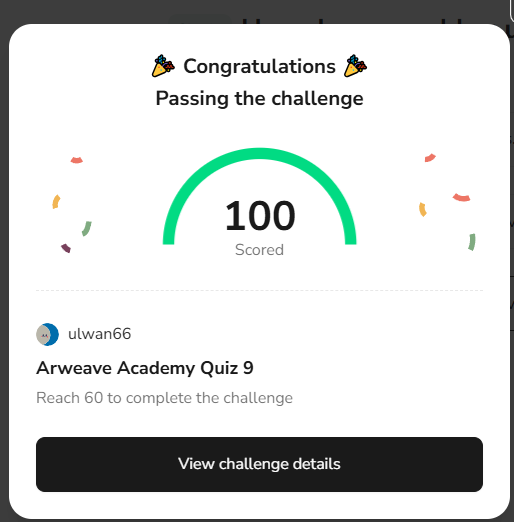 Congratulations
Passing the challenge
100
Scored
ulwan66
Arweave Academy Quiz 9
Reach 60 to complete the challenge
View challenge details